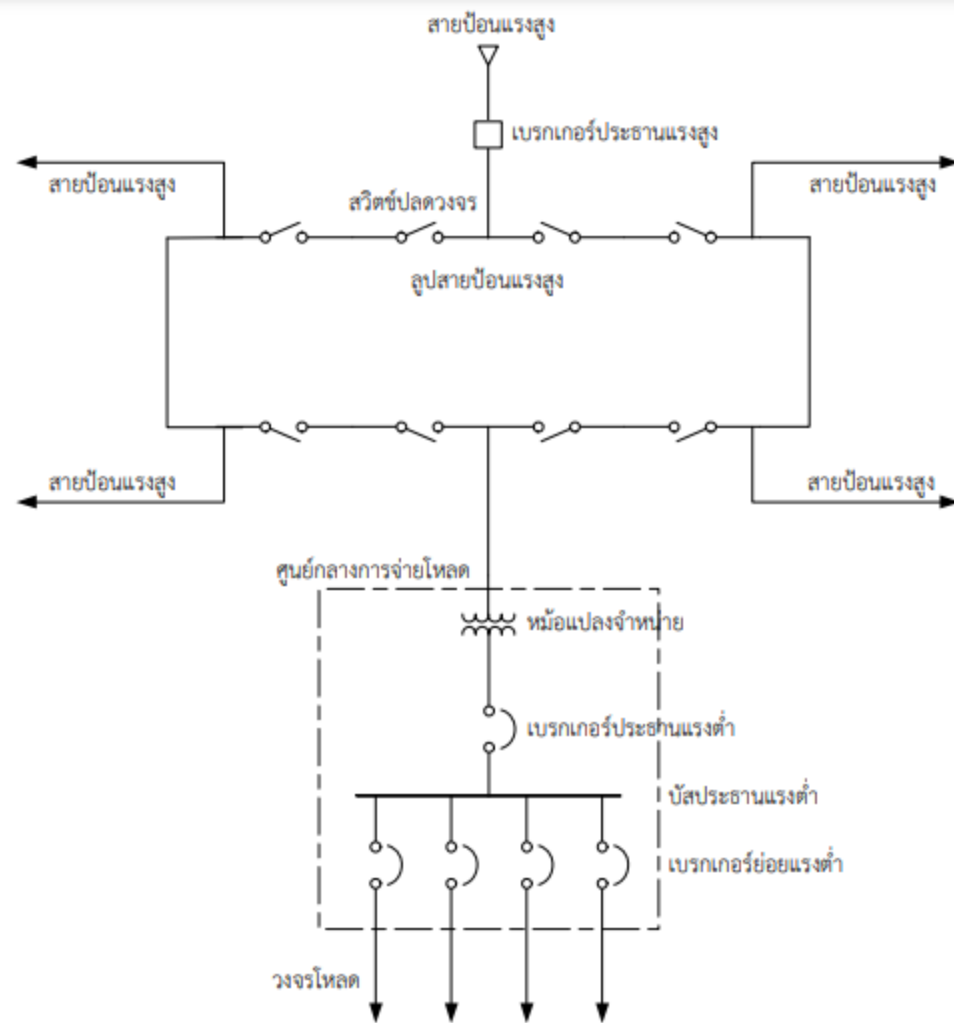 สายป้อนแรงสูง
เบรกเกอร์ประธานแรงสูง
สายป้อนแรงสูง
สายป้อนแรงสูง
สวิตช์ปลดวงจร
ลูปสายป้อนแรงสูง
สายป้อนแรงสูง
สายป้อนแรงสูง
ศูนย์กลางการจ่ายโหลด
หม้อแปลงจำหน่าย
เบรกเกอร์ประธานแรงต่ำ
บัสประธานแรงต่ำ
เบรกเกอร์ย่อยแรงต่ำ
วงจรโหลด